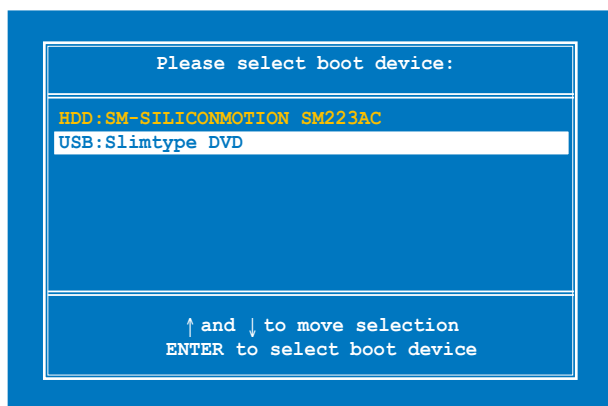 Please select boot device:
HDD:SM-SILICONMOTION SM223AC
USB:Slimtype DVD
↑ and ↓ to move selection
ENTER to select boot device